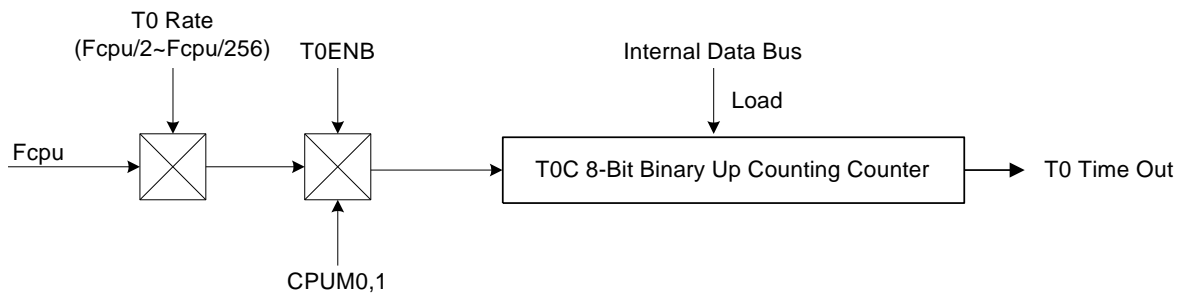 T0 Rate
(Fcpu/2~Fcpu/256)
T0ENB
Internal Data Bus
Load
Fcpu
T0C 8-Bit Binary Up Counting Counter
T0 Time Out
CPUM0,1